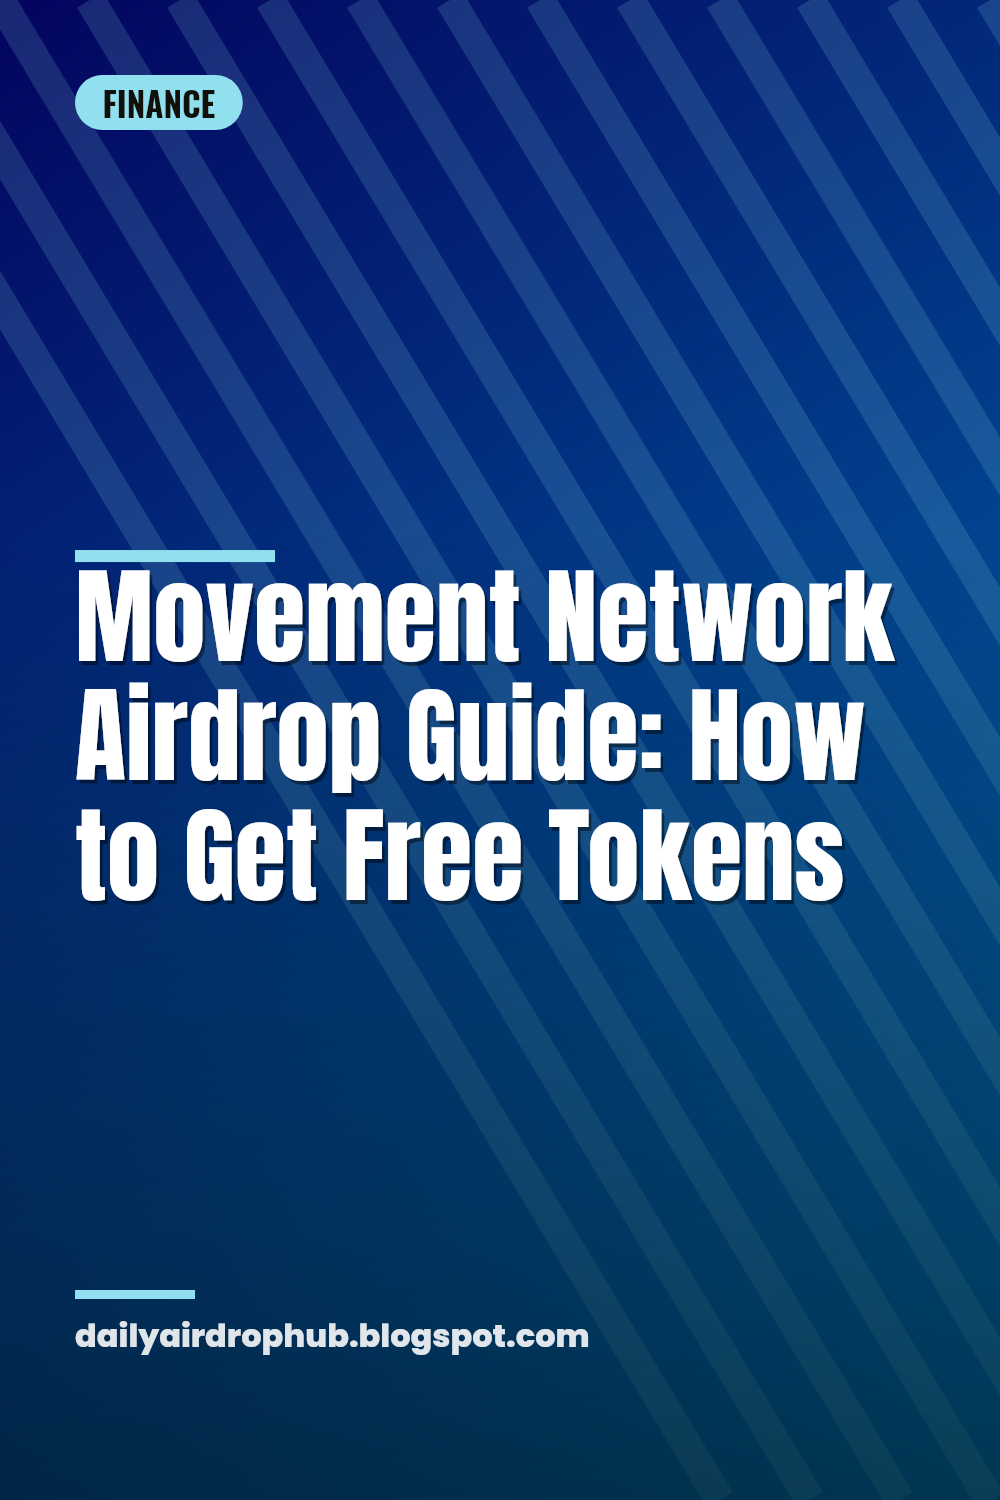 FINANCE
Movement Network
Airdrop Guide: How
to Get Free Tokens
dailyairdrophub.blogspot.com